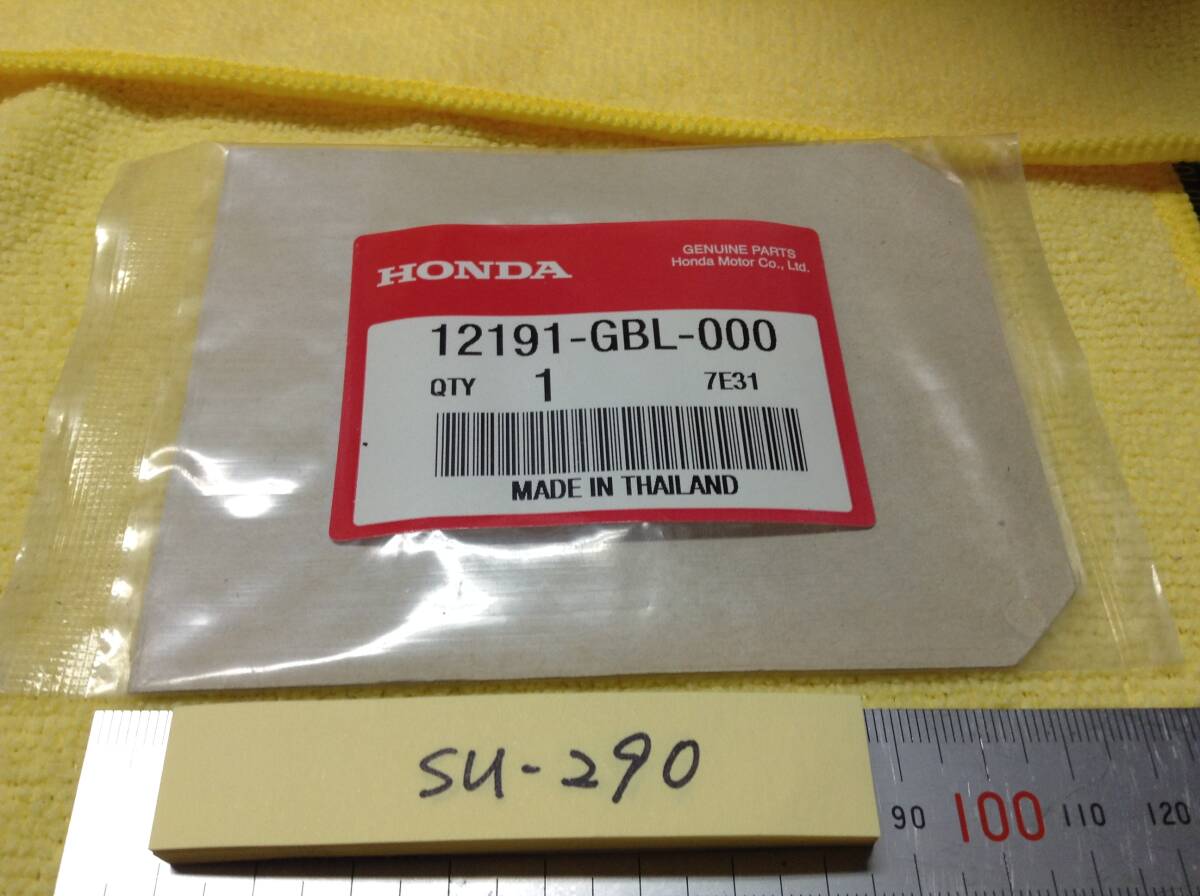 HONDA
GENUINE PARTS
Honda Motor Co., Ltd.
12191-GBL-000
QTY 1 7E31
MADE IN THAILAND
SU-290
90 100 110 120